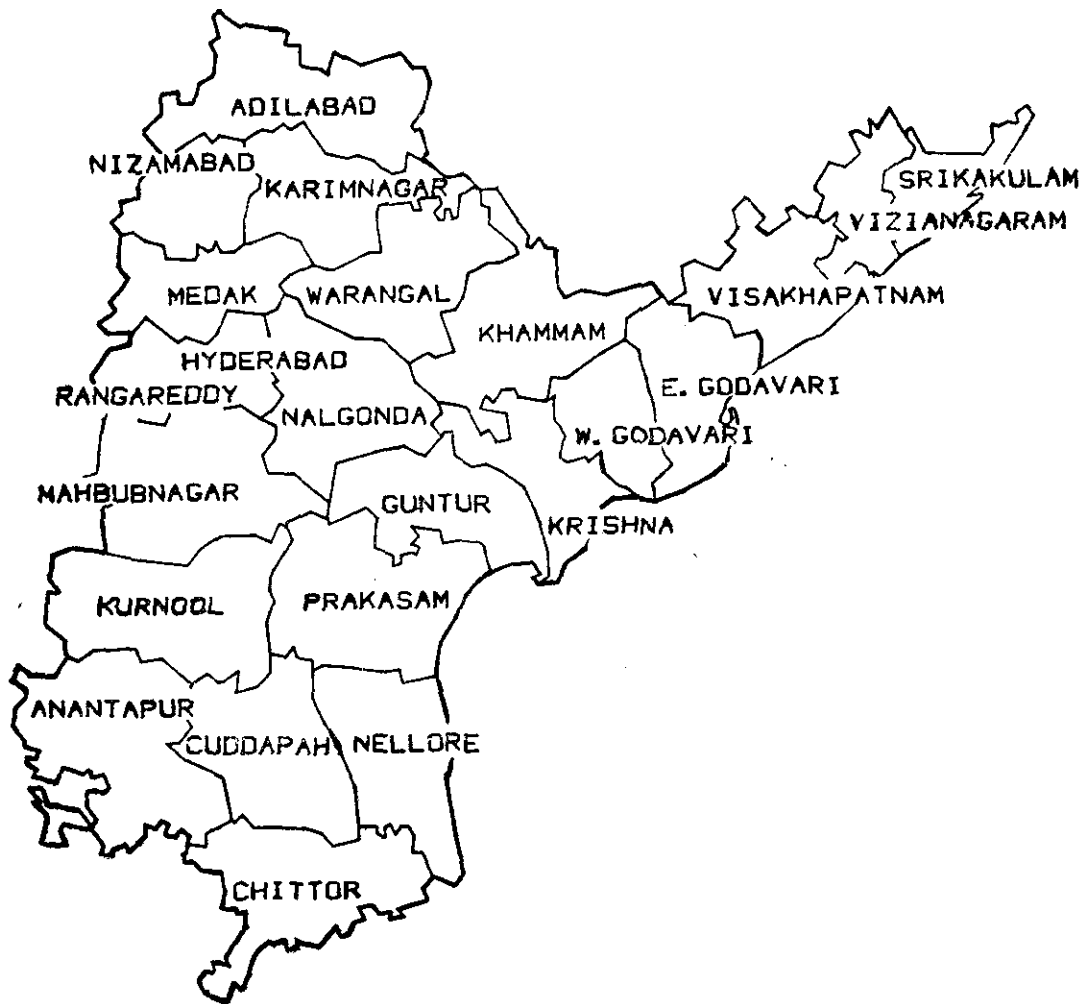 ADILABAD
NIZAMABAD
KARIMNAGAR
SRIKAKULAM
VIZIANAGARAM
MEDAK
WARANGAL
VISAKHAPATNAM
KHAMMAM
HYDERABAD
RANGAREDDY
E. GODAVARI
NALGONDA
W. GODAVARI
MAHBUBNAGAR
GUNTUR
KRISHNA
KURNOOL
PRAKASAM
ANANTAPUR
CUDDAPAH
NELLORE
CHITTOR